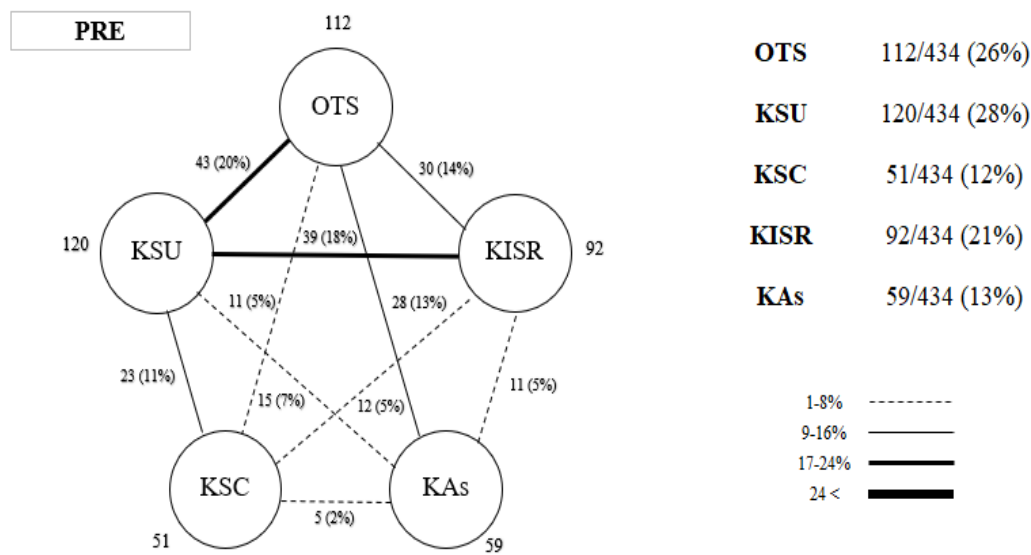 PRE
112
OTS
43 (20%)
30 (14%)
120
KSU
39 (18%)
KISR
92
11 (5%)
28 (13%)
23 (11%)
15 (7%)
12 (5%)
11 (5%)
KSC
KAs
5 (2%)
51
59
OTS 112/434 (26%)
KSU 120/434 (28%)
KSC 51/434 (12%)
KISR 92/434 (21%)
KAs 59/434 (13%)
1-8%
9-16%
17-24%
24 <